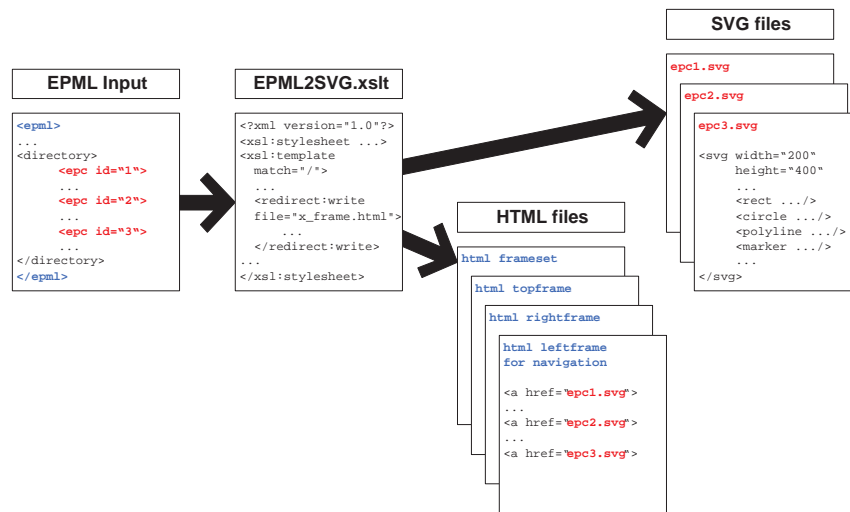 EPML Input
<epml>
...
<directory>
<epc id="1“>
...
<epc id="2“>
...
<epc id="3“>
...
</directory>
</epml>
EPML2SVG.xslt
<?xml version="1.0"?>
<xsl:stylesheet ...>
<xsl:template
match="/">
...
<redirect:write
file="x_frame.html">
...
</redirect:write>
...
</xsl:stylesheet>
HTML files
html frameset
html topframe
html rightframe
html leftframe
for navigation
<a href="epc1.svg“>
...
<a href="epc2.svg“>
...
<a href="epc3.svg“>
SVG files
epc1.svg
epc2.svg
epc3.svg
<svg width=“200“
height=“400“
...
<rect .../>
<circle .../>
<polyline .../>
<marker .../>
...
</svg>